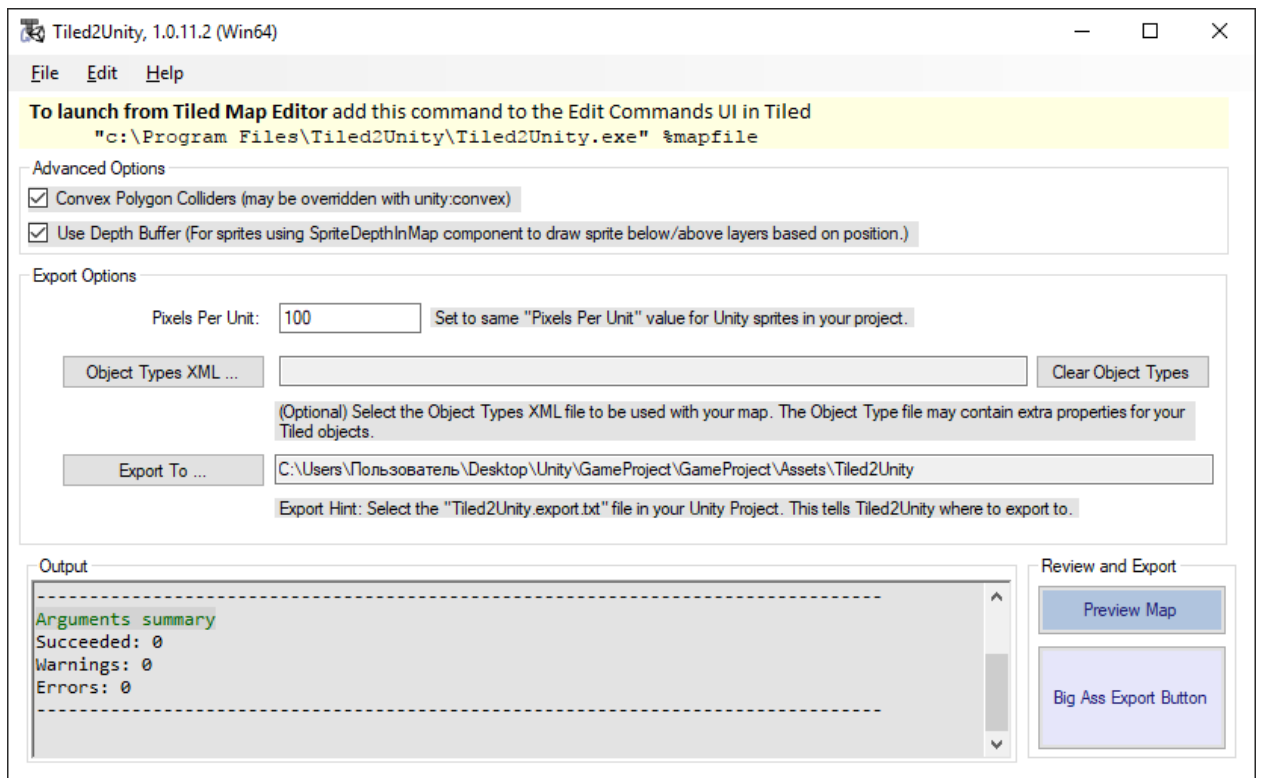 Tiled2Unity, 1.0.11.2 (Win64)
File Edit Help
To launch from Tiled Map Editor add this command to the Edit Commands UI in Tiled
"c:\Program Files\Tiled2Unity\Tiled2Unity.exe" %mapfile
Advanced Options
Convex Polygon Colliders (may be overridden with unity:convex)
Use Depth Buffer (For sprites using SpriteDepthInMap component to draw sprite below/above layers based on position.)
Export Options
Pixels Per Unit: 100 Set to same "Pixels Per Unit" value for Unity sprites in your project.
Object Types XML ... Clear Object Types
(Optional) Select the Object Types XML file to be used with your map. The Object Type file may contain extra properties for your
Tiled objects.
Export To ... C:\Users\Пользователь\Desktop\Unity\GameProject\GameProject\Assets\Tiled2Unity
Export Hint: Select the "Tiled2Unity.export.txt" file in your Unity Project. This tells Tiled2Unity where to export to.
Output
--------------------------------------------------------------------------------
Arguments summary
Succeeded: 0
Warnings: 0
Errors: 0
--------------------------------------------------------------------------------
Review and Export
Preview Map
Big Ass Export Button